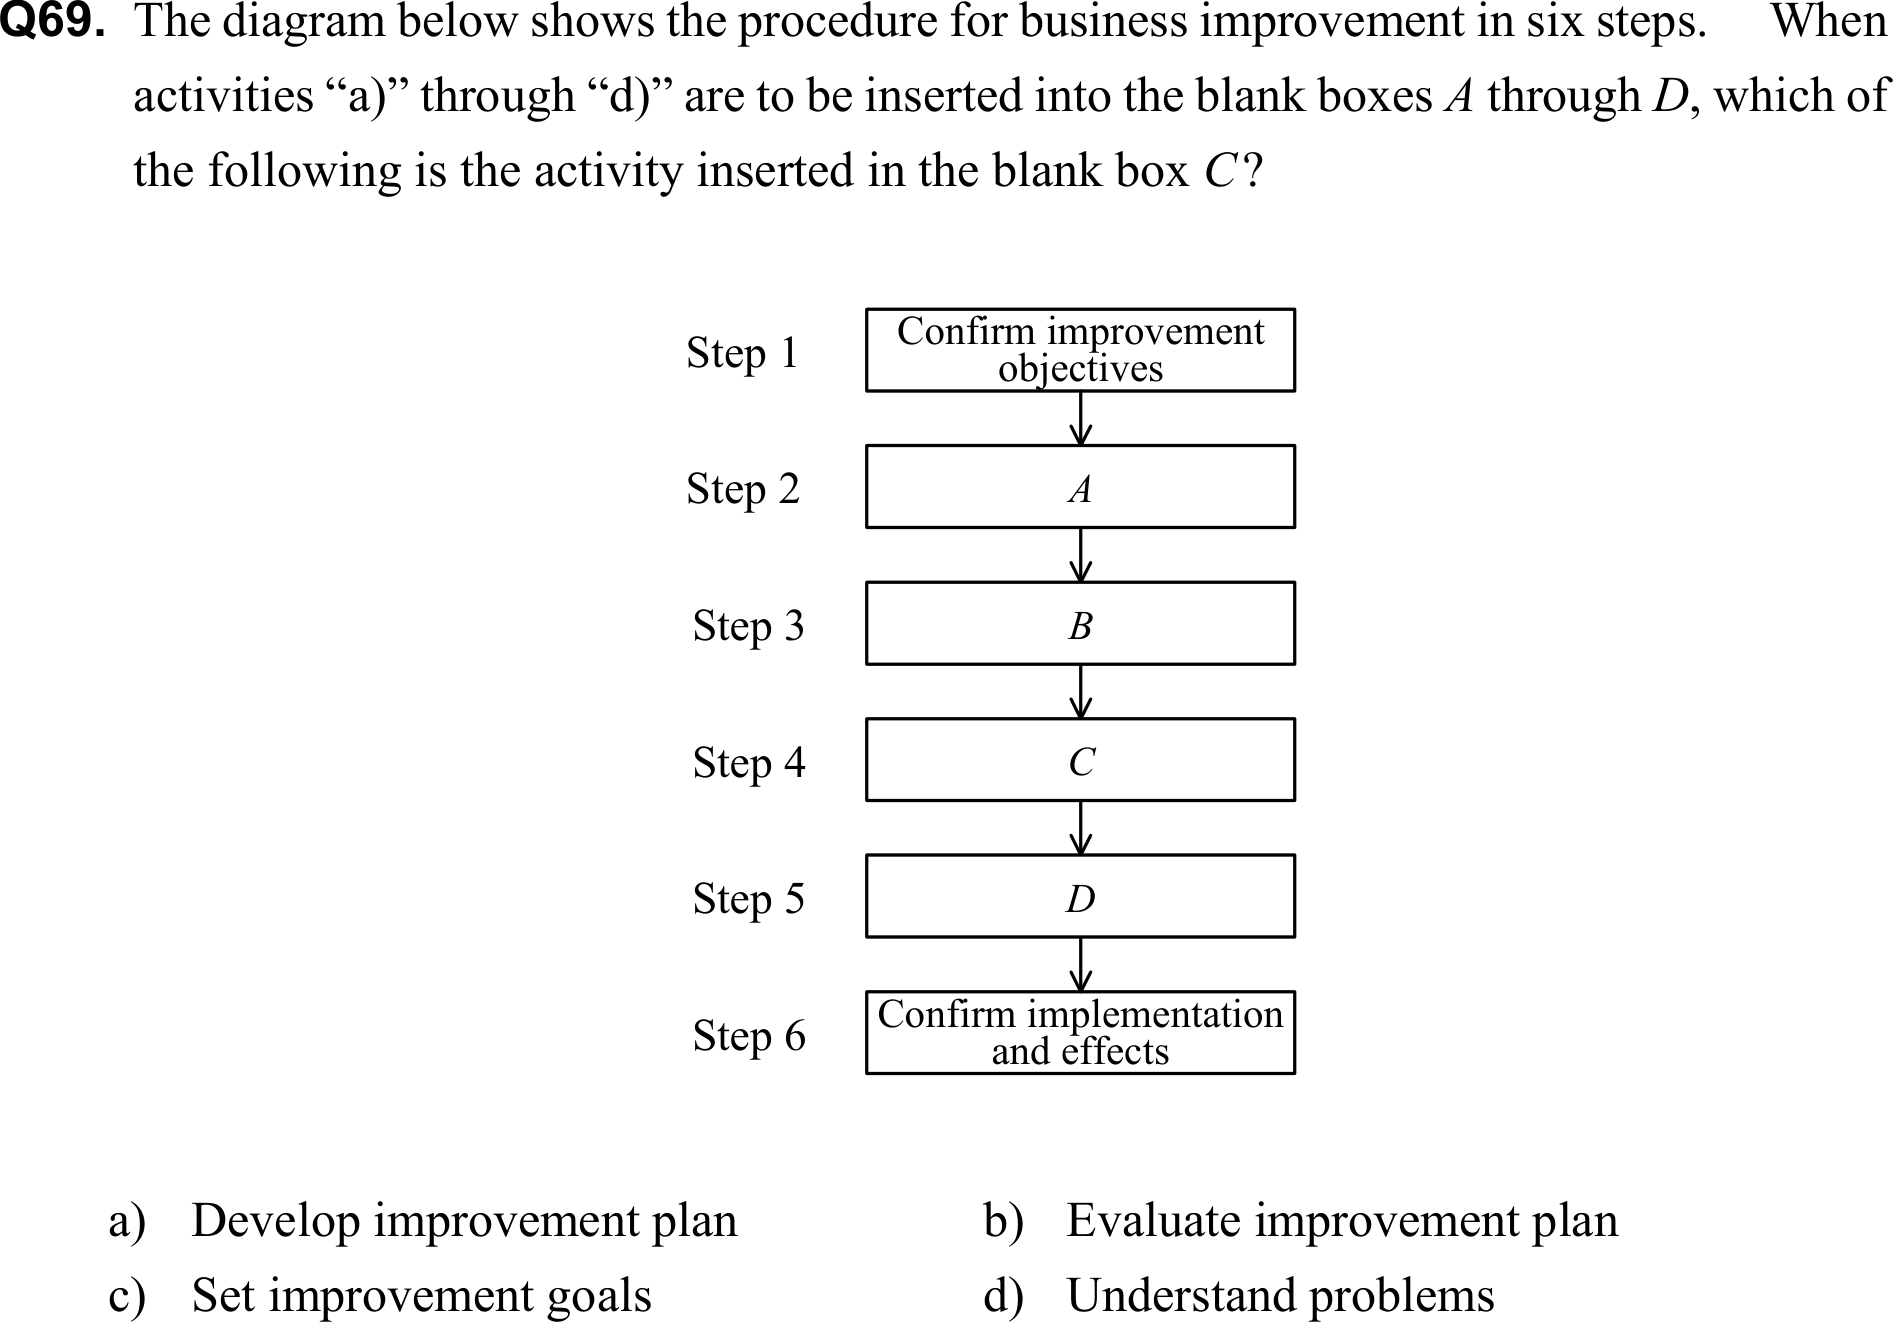 Q69. The diagram below shows the procedure for business improvement in six steps. When
activities “a)” through “d)” are to be inserted into the blank boxes A through D, which of
the following is the activity inserted in the blank box C?
Step 1
Confirm improvement
objectives
Step 2
A
Step 3
B
Step 4
C
Step 5
D
Step 6
Confirm implementation
and effects
a) Develop improvement plan
b) Evaluate improvement plan
c) Set improvement goals
d) Understand problems